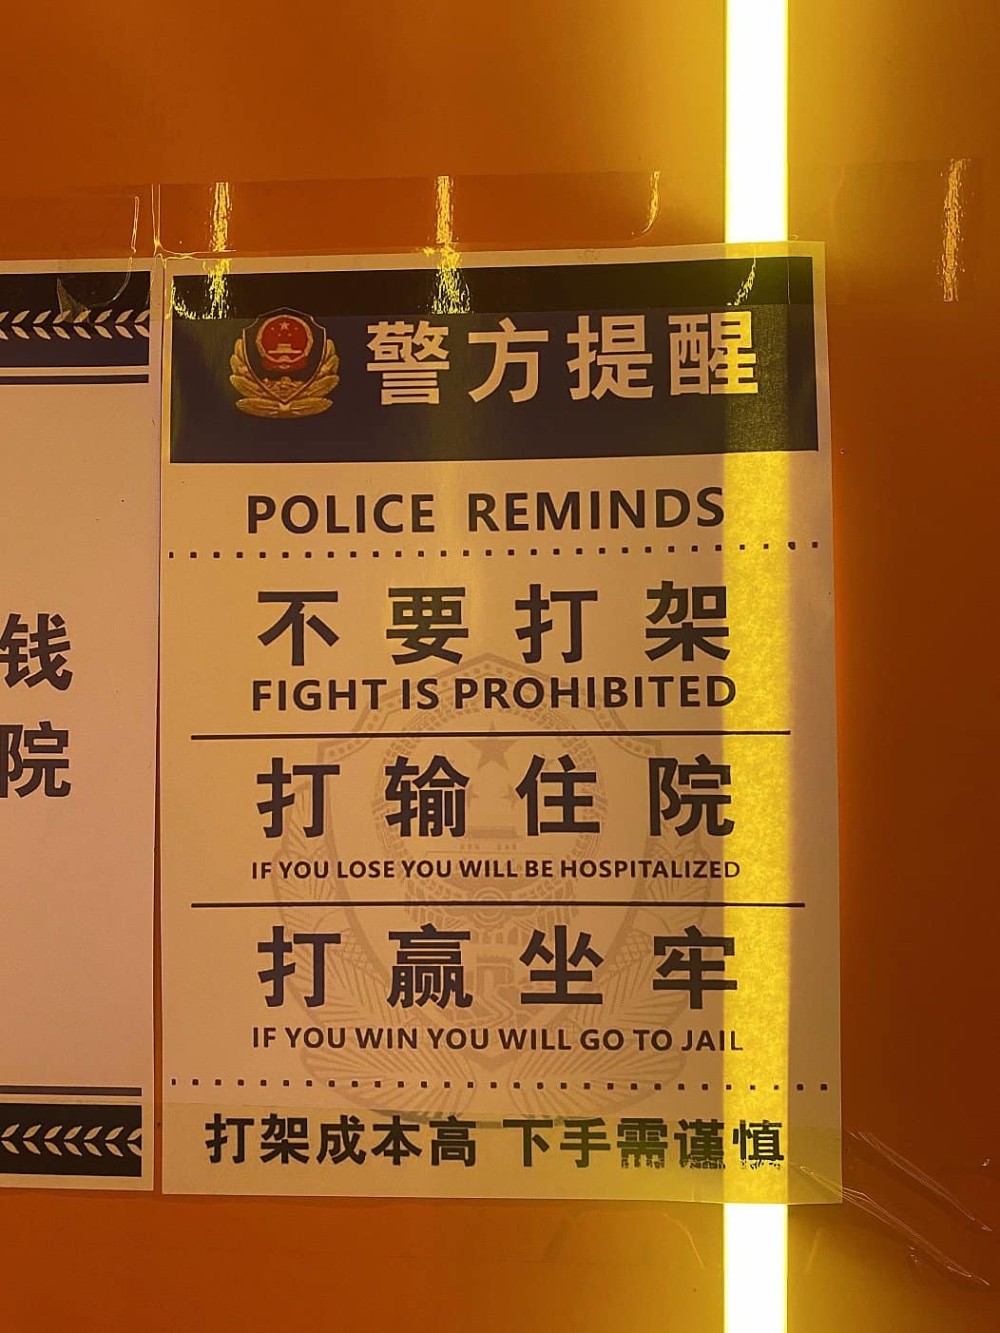 钱
院
警方提醒
POLICE REMINDS
不要打架
FIGHT IS PROHIBITED
打输住院
IF YOU LOSE YOU WILL BE HOSPITALIZED
打赢坐牢
IF YOU WIN YOU WILL GO TO JAIL
打架成本高 下手需谨慎